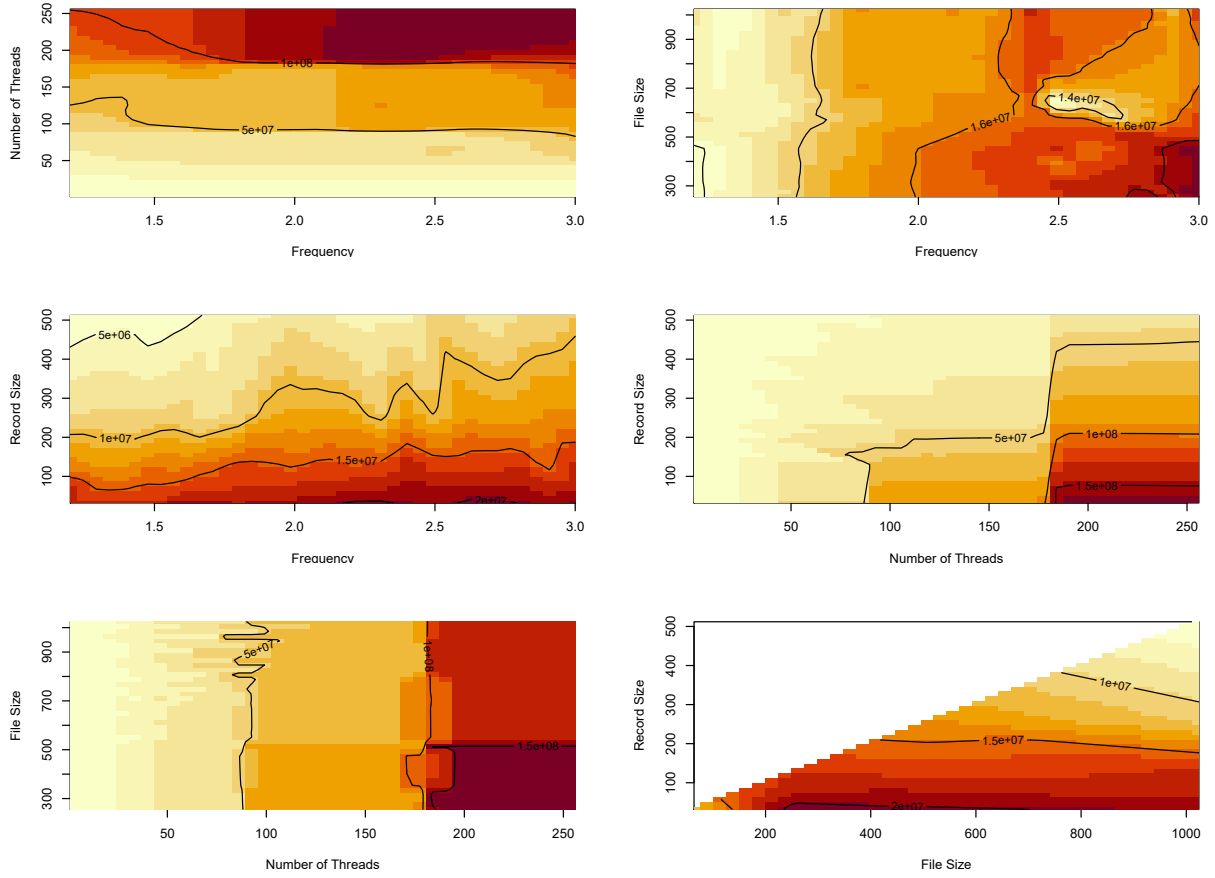 Number of Threads
250
200
150
100
50
1e+08
5e+07
1.5
2.0
2.5
3.0
Frequency
File Size
900
700
500
300
1.4e+07
1.6e+07
1.6e+07
1.5
2.0
2.5
3.0
Frequency
Record Size
500
400
300
200
100
5e+06
1e+07
1.5e+07
2e+07
1.5
2.0
2.5
3.0
Frequency
Record Size
500
400
300
200
100
5e+07
1e+08
1.5e+08
50
100
150
200
250
Number of Threads
File Size
900
700
500
300
5e+07
1e+08
1.5e+08
50
100
150
200
250
Number of Threads
Record Size
500
400
300
200
100
1e+07
1.5e+07
2e+07
200
400
600
800
1000
File Size